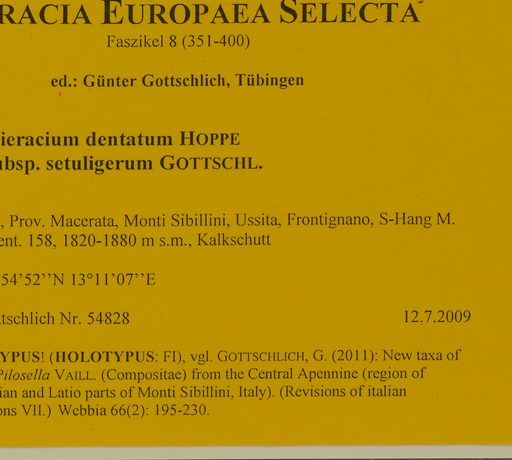 RACIA EUROPAEA SELECTA
Faszikel 8 (351-400)
ed.: Günter Gottschlich, Tübingen
ieracium dentatum HOPPE
ubsp. setuligerum GOTTSCHL.
, Prov. Macerata, Monti Sibillini, Ussita, Frontignano, S-Hang M.
ent. 158, 1820-1880 m s.m., Kalkschutt
54’52’’N 13°11’07’’E
ttschlich Nr. 54828 12.7.2009
YPUS! (HOLOTYPUS: FI), vgl. GOTTSCHLICH, G. (2011): New taxa of
Pilosella VAILL. (Compositae) from the Central Apennine (region of
ian and Latio parts of Monti Sibillini, Italy). (Revisions of italian
ons VII.) Webbia 66(2): 195-230.